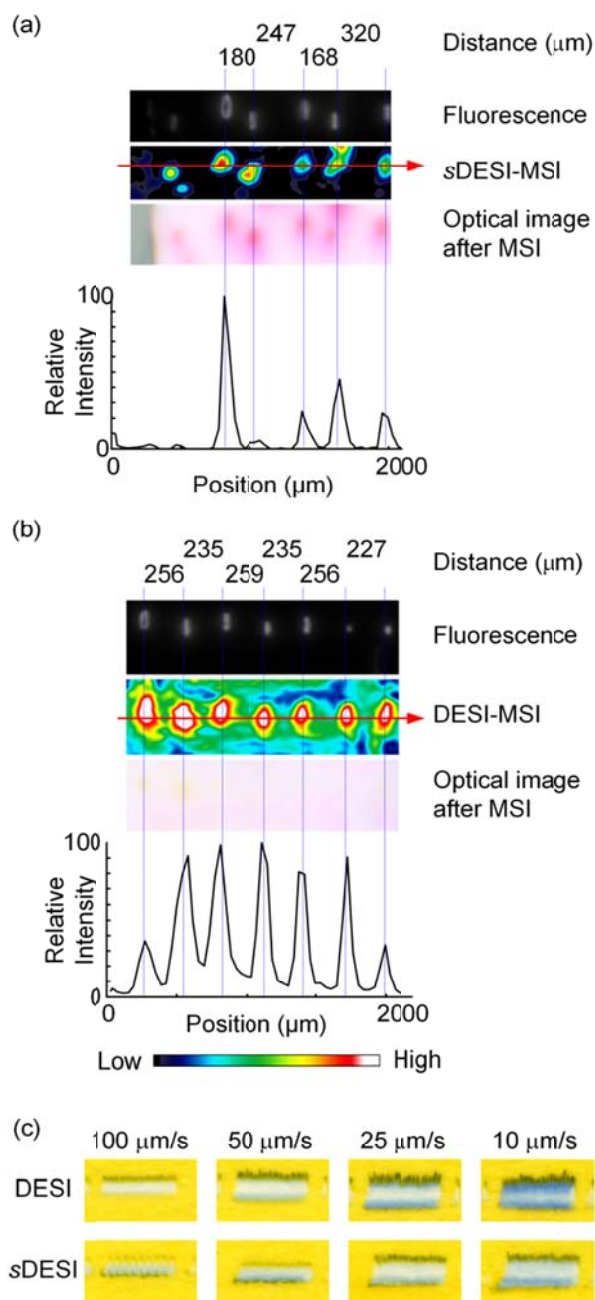 (a)
247 320 Distance (μm)
180 168
Fluorescence
sDESI-MSI
Optical image
after MSI
100
Relative
Intensity
0
0 2000
Position (μm)
(b)
235 235 227 Distance (μm)
256 259 256
Fluorescence
DESI-MSI
Optical image
after MSI
100
Relative
Intensity
0
0 2000
Position (μm)
Low High
(c)
100 μm/s 50 μm/s 25 μm/s 10 μm/s
DESI
sDESI